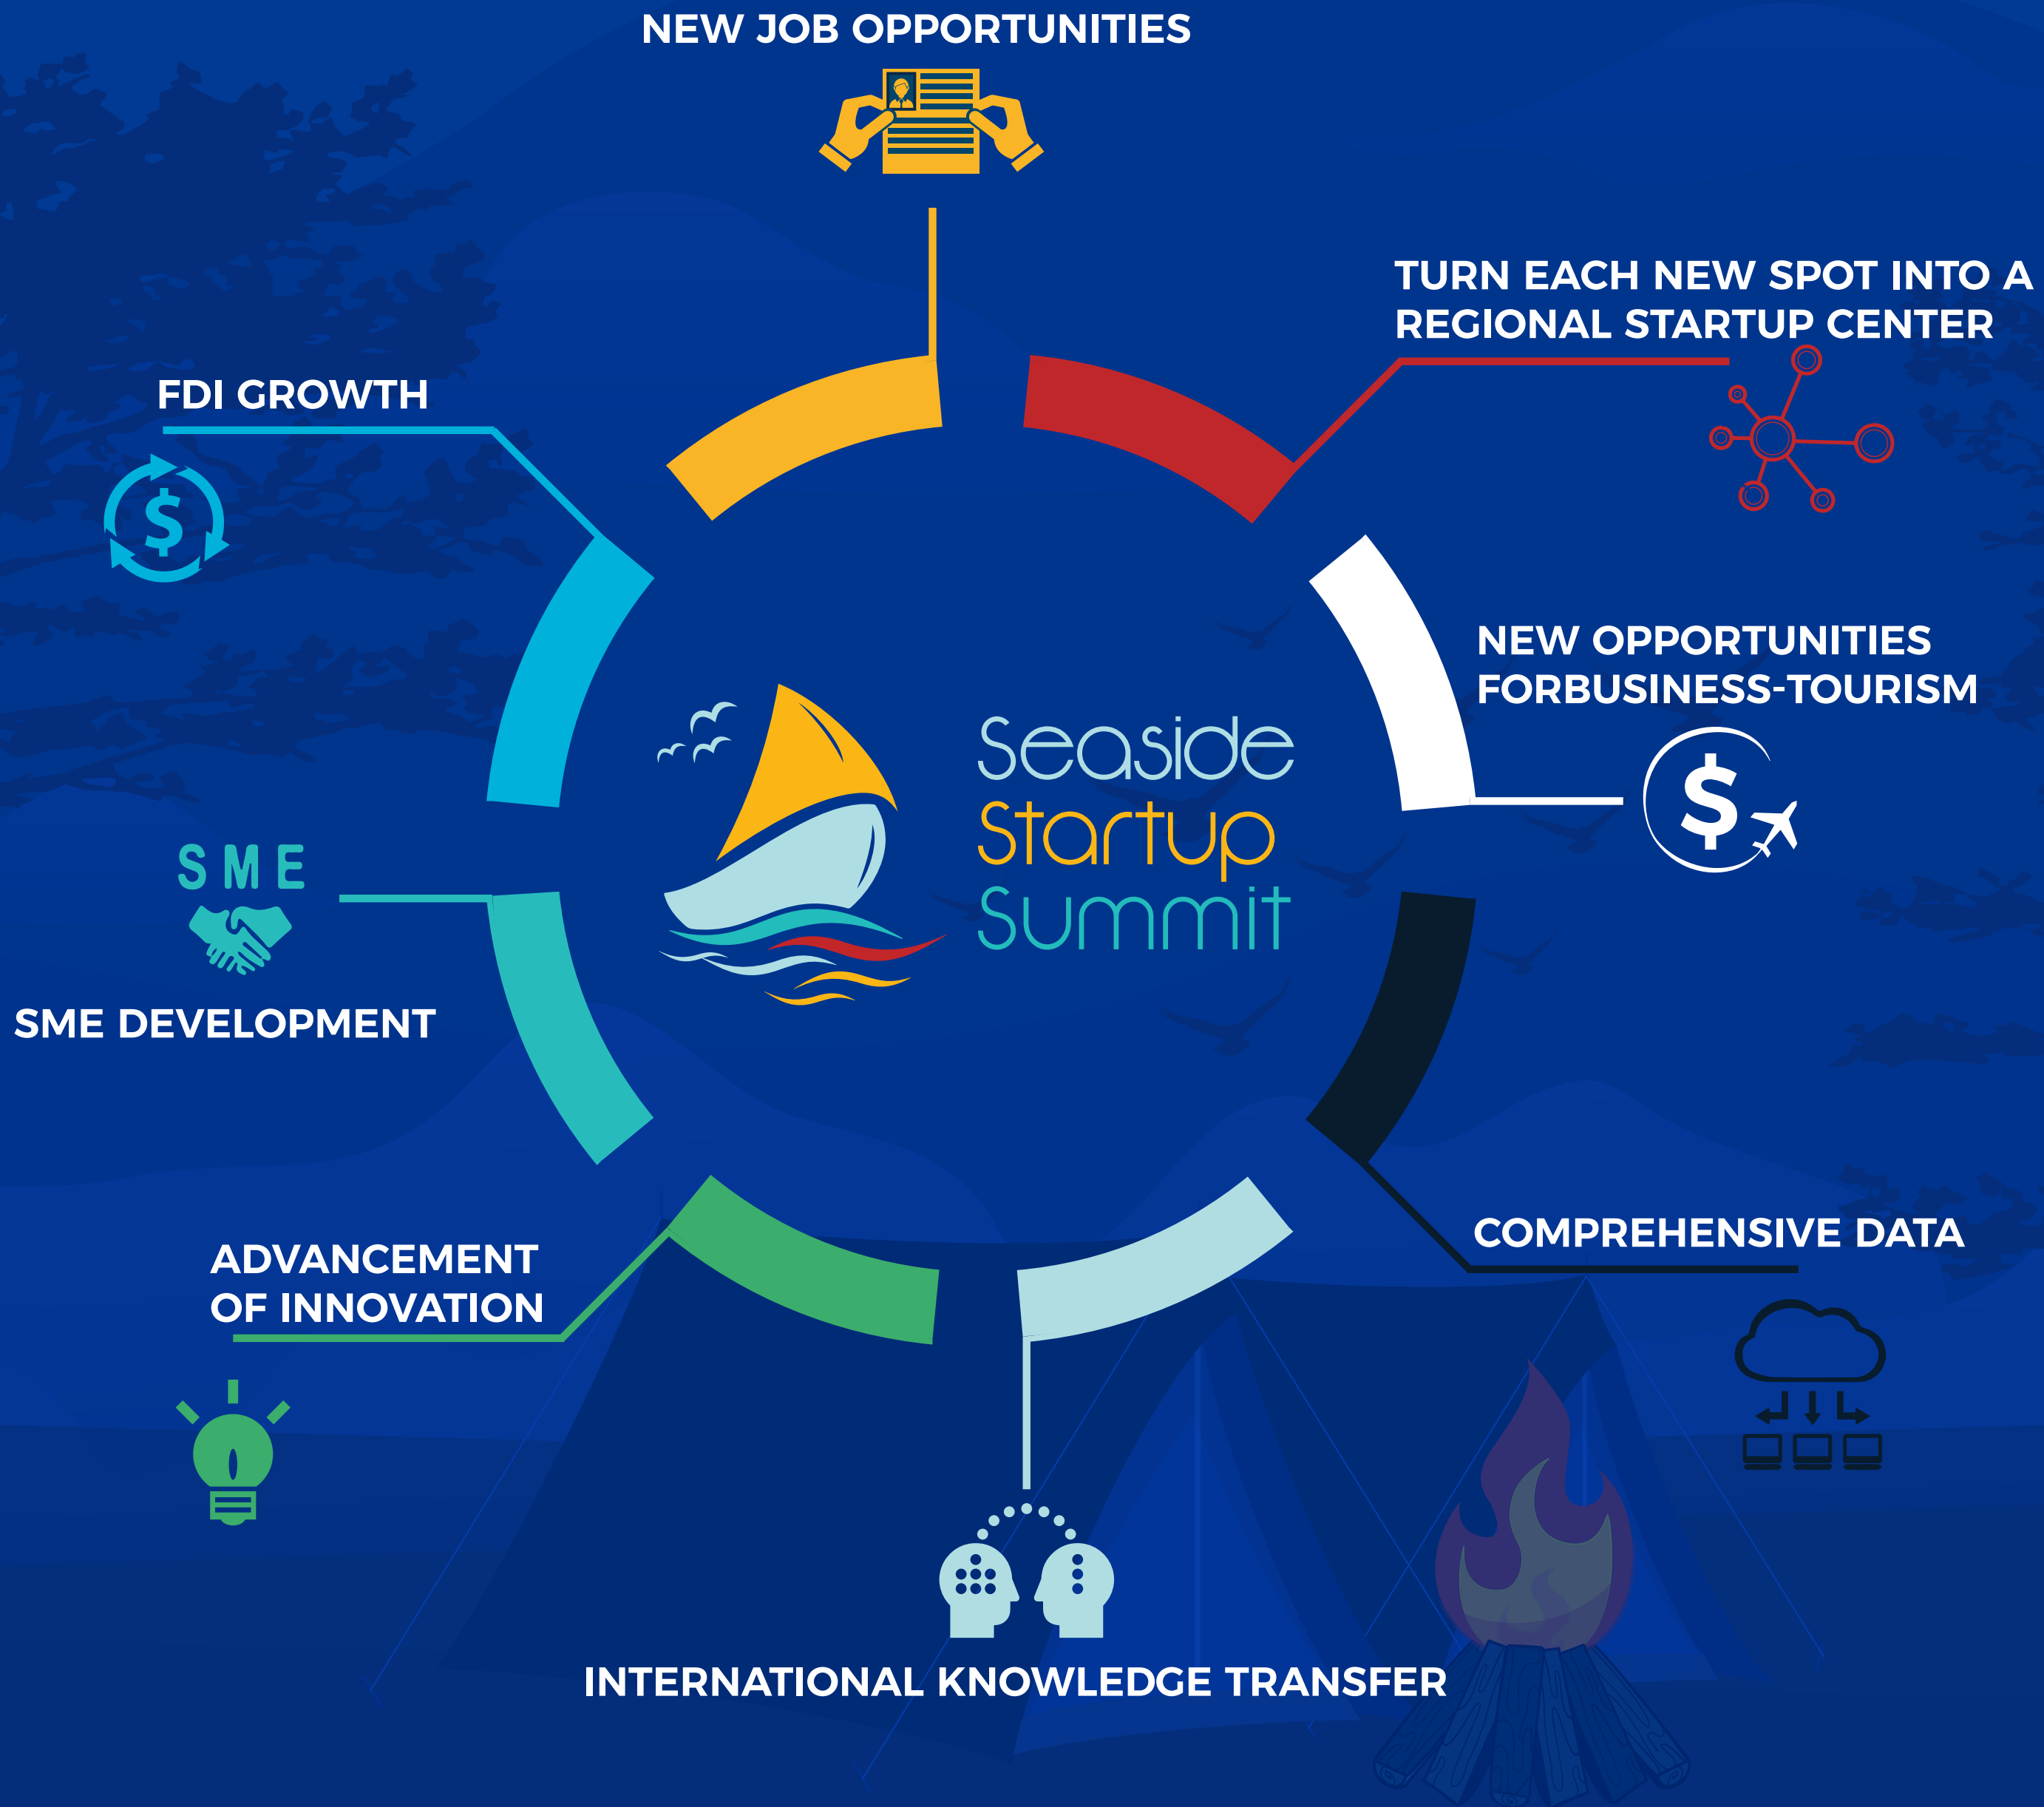 NEW JOB OPPORTUNITIES
TURN EACH NEW SPOT INTO A
REGIONAL STARTUP CENTER
FDI GROWTH
$
NEW OPPORTUNITIES
FORBUSINESS-TOURISM
$
Seaside
Startup
Summit
SME
SME DEVELOPMENT
COMPREHENSIVE DATA
ADVANCEMENT
OF INNOVATION
INTERNATIONAL KNOWLEDGE TRANSFER